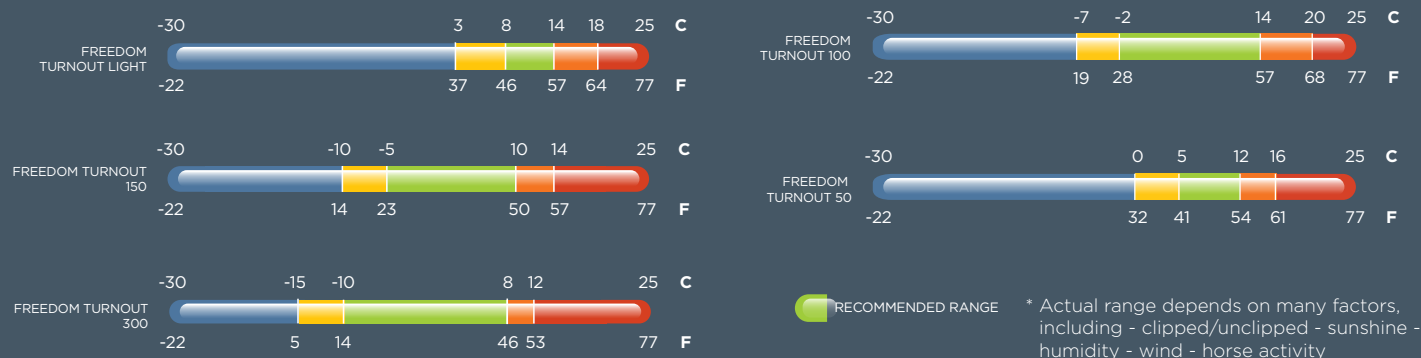 -30 3 8 14 18 25 C
FREEDOM
TURNOUT LIGHT
-22 37 46 57 64 77 F
-30 -7 -2 14 20 25 C
FREEDOM
TURNOUT 100
-22 19 28 57 68 77 F
-30 -10 -5 10 14 25 C
FREEDOM TURNOUT
150
-22 14 23 50 57 77 F
-30 0 5 12 16 25 C
FREEDOM
TURNOUT 50
-22 32 41 54 61 77 F
-30 -15 -10 8 12 25 C
FREEDOM TURNOUT
300
-22 5 14 46 53 77 F
RECOMMENDED RANGE
* Actual range depends on many factors,
including - clipped/unclipped - sunshine -
humidity - wind - horse activity